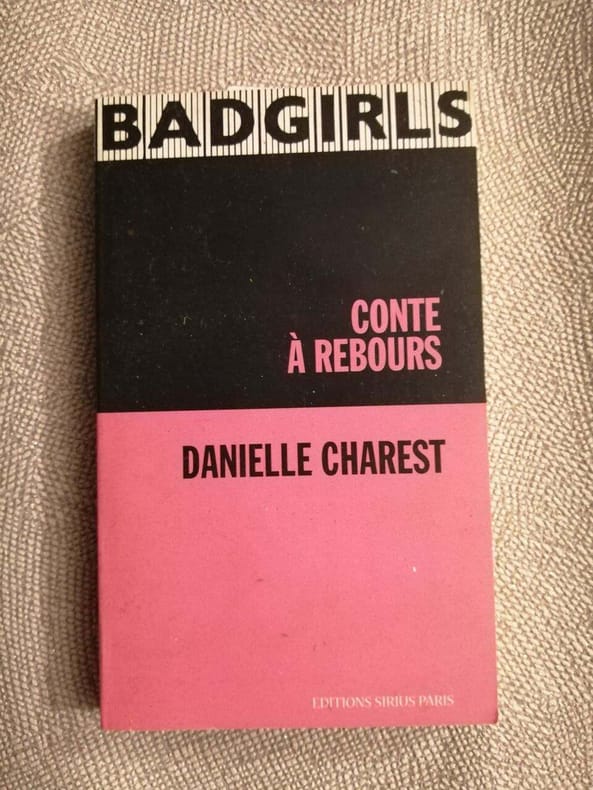 BADGIRLS
CONTE
À REBOURS
DANIELLE CHAREST
EDITIONS SIRIUS PARIS